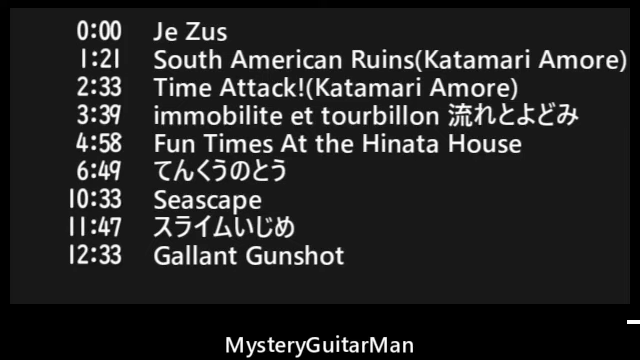 0:00 Je Zus
1:21 South American Ruins(Katamari Amore)
2:33 Time Attack!(Katamari Amore)
3:39 immobilite et tourbillon 流れとよどみ
4:58 Fun Times At the Hinata House
6:49 てんくうのとう
10:33 Seascape
11:47 スライムいじめ
12:33 Gallant Gunshot
MysteryGuitarMan